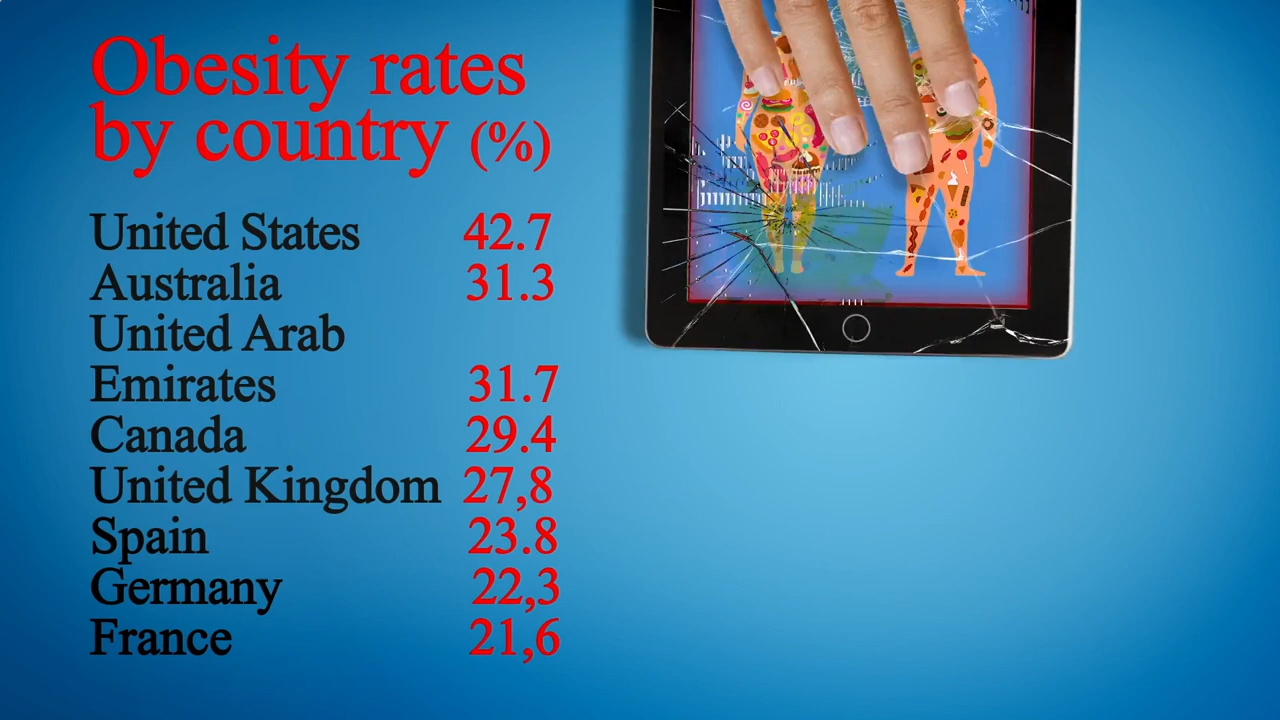 Obesity rates
by country (%)
United States 42.7
Australia 31.3
United Arab
Emirates 31.7
Canada 29.4
United Kingdom 27,8
Spain 23.8
Germany 22,3
France 21,6